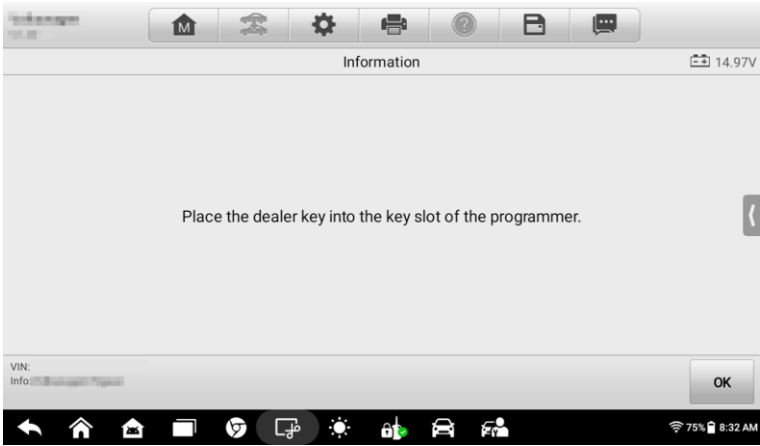 M
Information
14.97V
Place the dealer key into the key slot of the programmer.
VIN:
Info:
OK
75% 8:32 AM